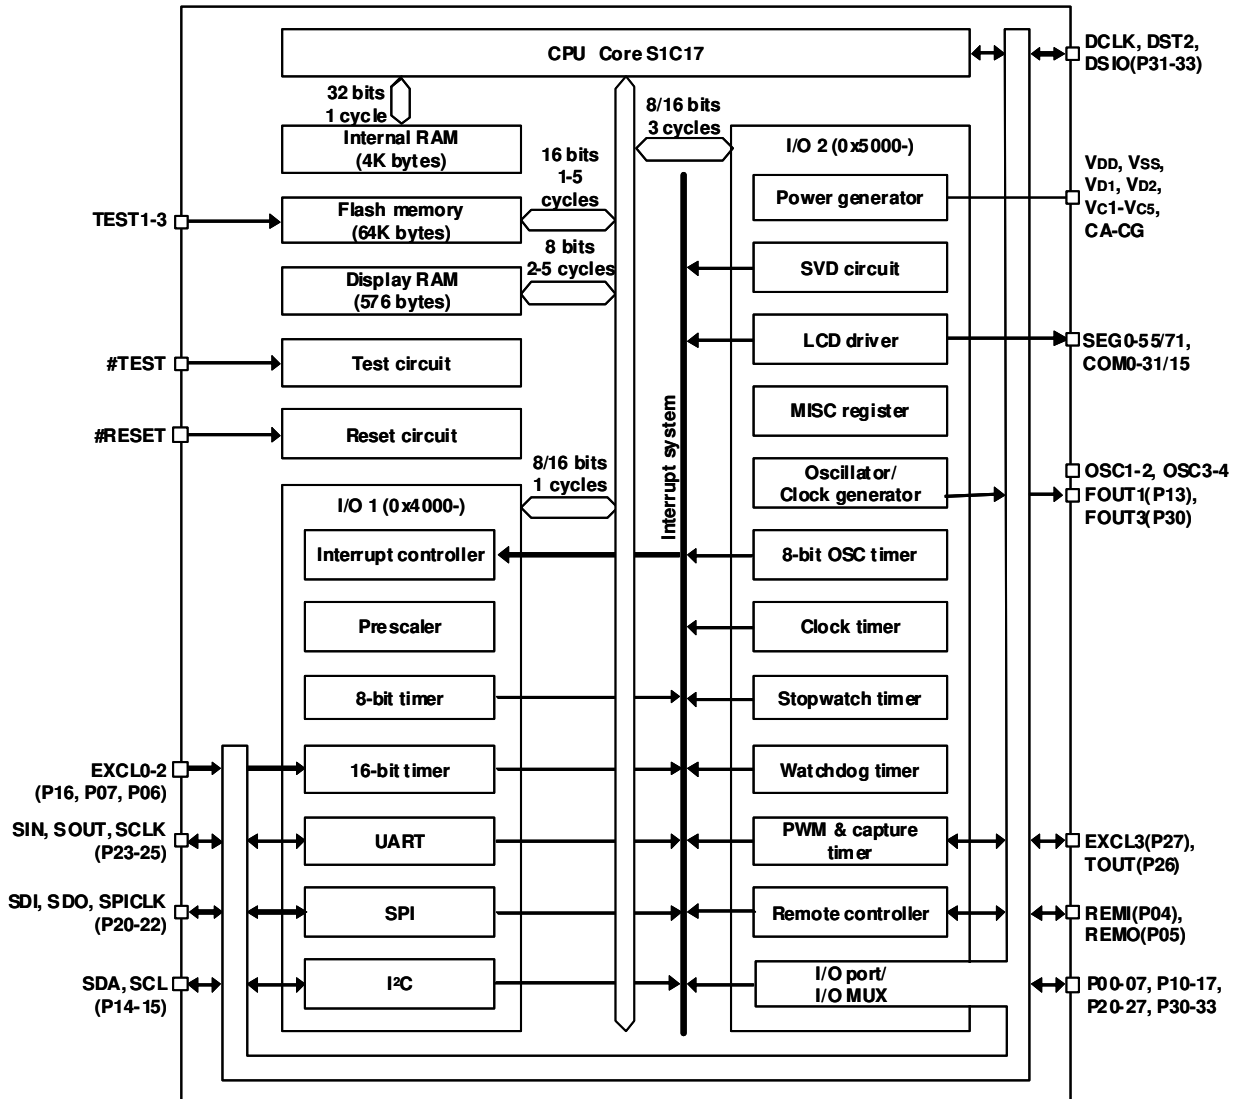 CPU Core S1C17
DCLK, DST2,
DSIO(P31-33)
32 bits
1 cycle
8/16 bits
3 cycles
Internal RAM
(4K bytes)
I/O 2 (0x5000-)
16 bits
1-5
cycles
VDD, VSS,
VD1, VD2,
VC1-VC5,
CA-CG
Power generator
TEST1-3
Flash memory
(64K bytes)
8 bits
2-5 cycles
SVD circuit
Display RAM
(576 bytes)
LCD driver
SEG0-55/71,
COM0-31/15
#TEST
Test circuit
MISC register
#RESET
Reset circuit
Interrupt system
8/16 bits
1 cycles
Oscillator/
Clock generator
OSC1-2, OSC3-4
FOUT1(P13),
FOUT3(P30)
I/O 1 (0x4000-)
Interrupt controller
8-bit OSC timer
Prescaler
Clock timer
8-bit timer
Stopwatch timer
EXCL0-2
(P16, P07, P06)
16-bit timer
Watchdog timer
SIN, SOUT, SCLK
(P23-25)
UART
PWM & capture
timer
EXCL3(P27),
TOUT(P26)
SDI, SDO, SPICLK
(P20-22)
SPI
Remote controller
REMI(P04),
REMO(P05)
SDA, SCL
(P14-15)
I²C
I/O port/
I/O MUX
P00-07, P10-17,
P20-27, P30-33